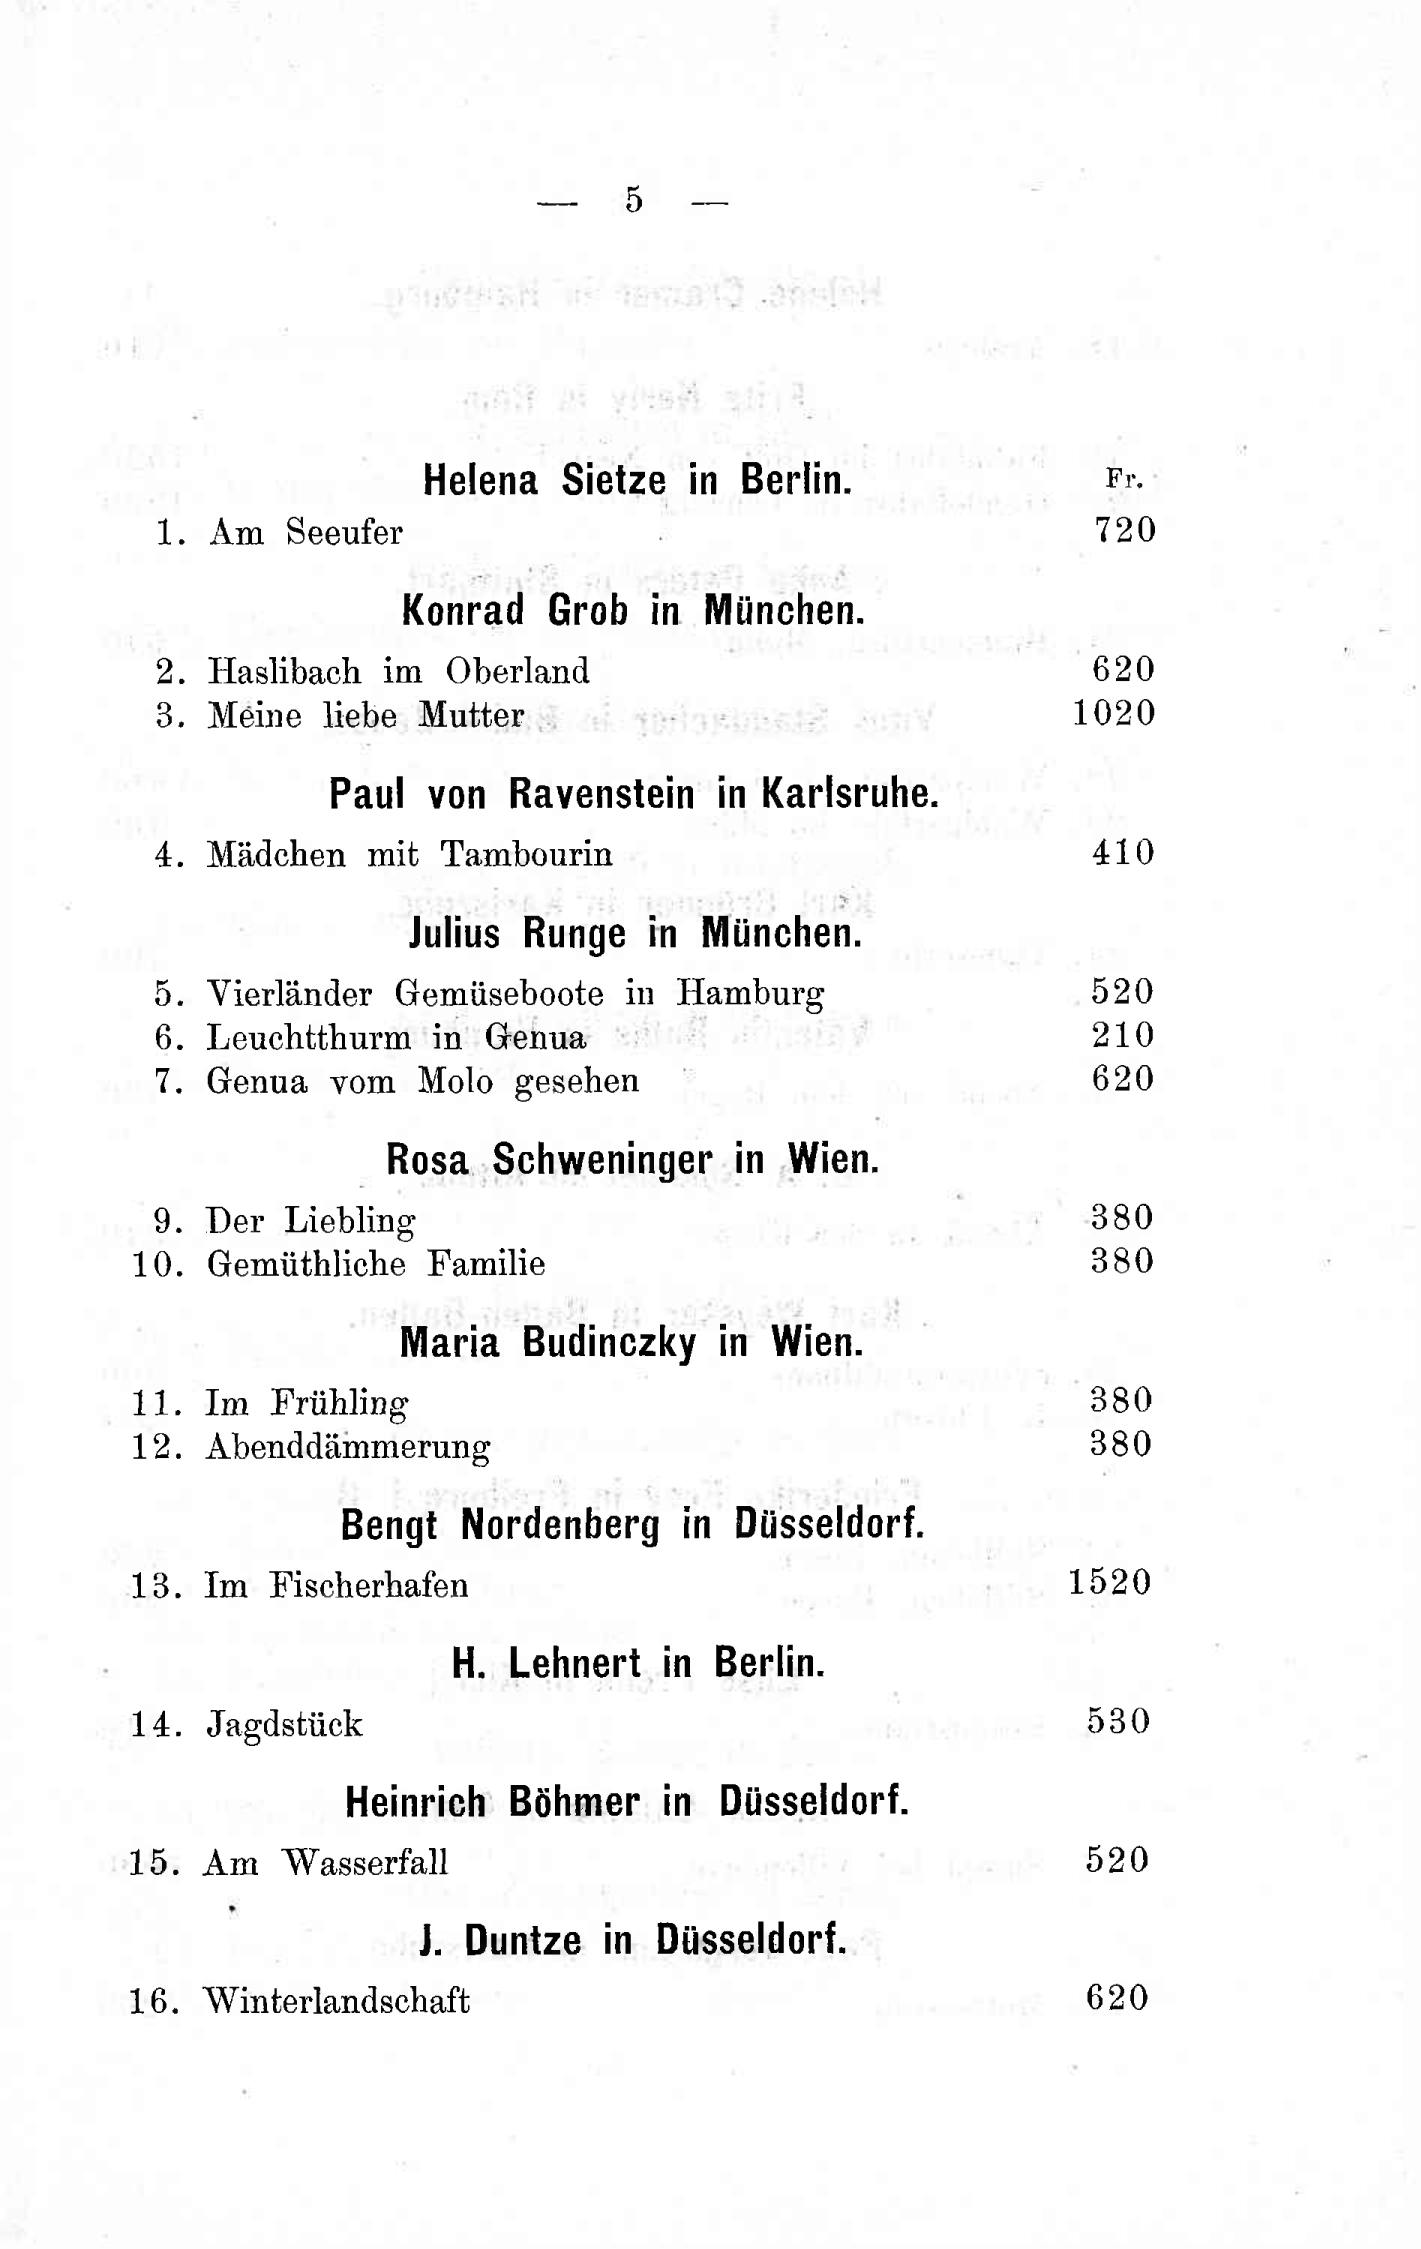 — 5 —
Helena Sietze in Berlin. Fr.
1. Am Seeufer 720
Konrad Grob in München.
2. Haslibach im Oberland 620
3. Meine liebe Mutter 1020
Paul von Ravenstein in Karlsruhe.
4. Mädchen mit Tambourin 410
Julius Runge in München.
5. Vierländer Gemüseboote in Hamburg 520
6. Leuchtthurm in Genua 210
7. Genua vom Molo gesehen 620
Rosa Schweninger in Wien.
9. Der Liebling 380
10. Gemüthliche Familie 380
Maria Budinczky in Wien.
11. Im Frühling 380
12. Abenddämmerung 380
Bengt Nordenberg in Düsseldorf.
13. Im Fischerhafen 1520
H. Lehnert in Berlin.
14. Jagdstück 530
Heinrich Böhmer in Düsseldorf.
15. Am Wasserfall 520
J. Duntze in Düsseldorf.
16. Winterlandschaft 620